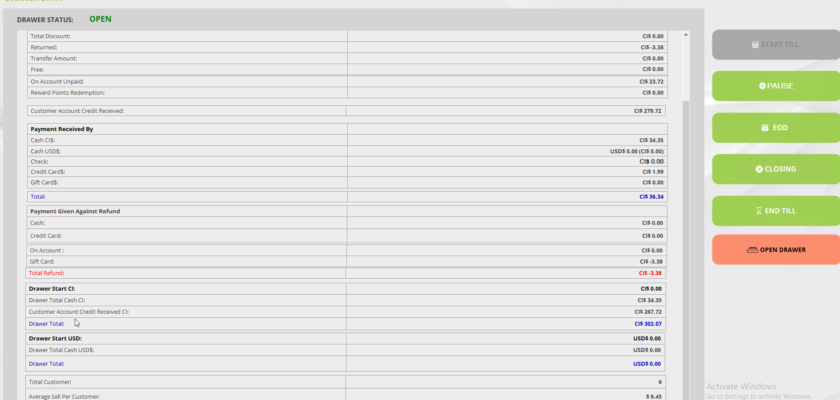 DRAWER STATUS: OPEN
Total Discount: CI$ 0.00
Returned: CI$ -3.38
Transfer Amount: CI$ 0.00
Free: CI$ 0.00
On Account Unpaid: CI$ 23.72
Reward Points Redemption: CI$ 0.00
Customer Account Credit Received: CI$ 279.72
Payment Received By
Cash CI$: CI$ 34.35
Cash USD$: USD$ 0.00 (CI$ 0.00)
Check: CI$ 0.00
Credit Card$: CI$ 1.99
Gift Card$: CI$ 0.00
Total: CI$ 36.34
Payment Given Against Refund
Cash: CI$ 0.00
Credit Card: CI$ 0.00
On Account : CI$ 0.00
Gift Card: CI$ -3.38
Total Refund: CI$ -3.38
Drawer Start CI: CI$ 0.00
Drawer Total Cash CI: CI$ 34.35
Customer Account Credit Received CI: CI$ 267.72
Drawer Total: CI$ 302.07
Drawer Start USD: USD$ 0.00
Drawer Total Cash USD$: USD$ 0.00
Drawer Total: USD$ 0.00
Total Customer: 6
Average Sell Per Customer: $ 9.45
START TILL
PAUSE
EOD
CLOSING
END TILL
OPEN DRAWER
Activate Windows
Go to Settings to activate Windows.